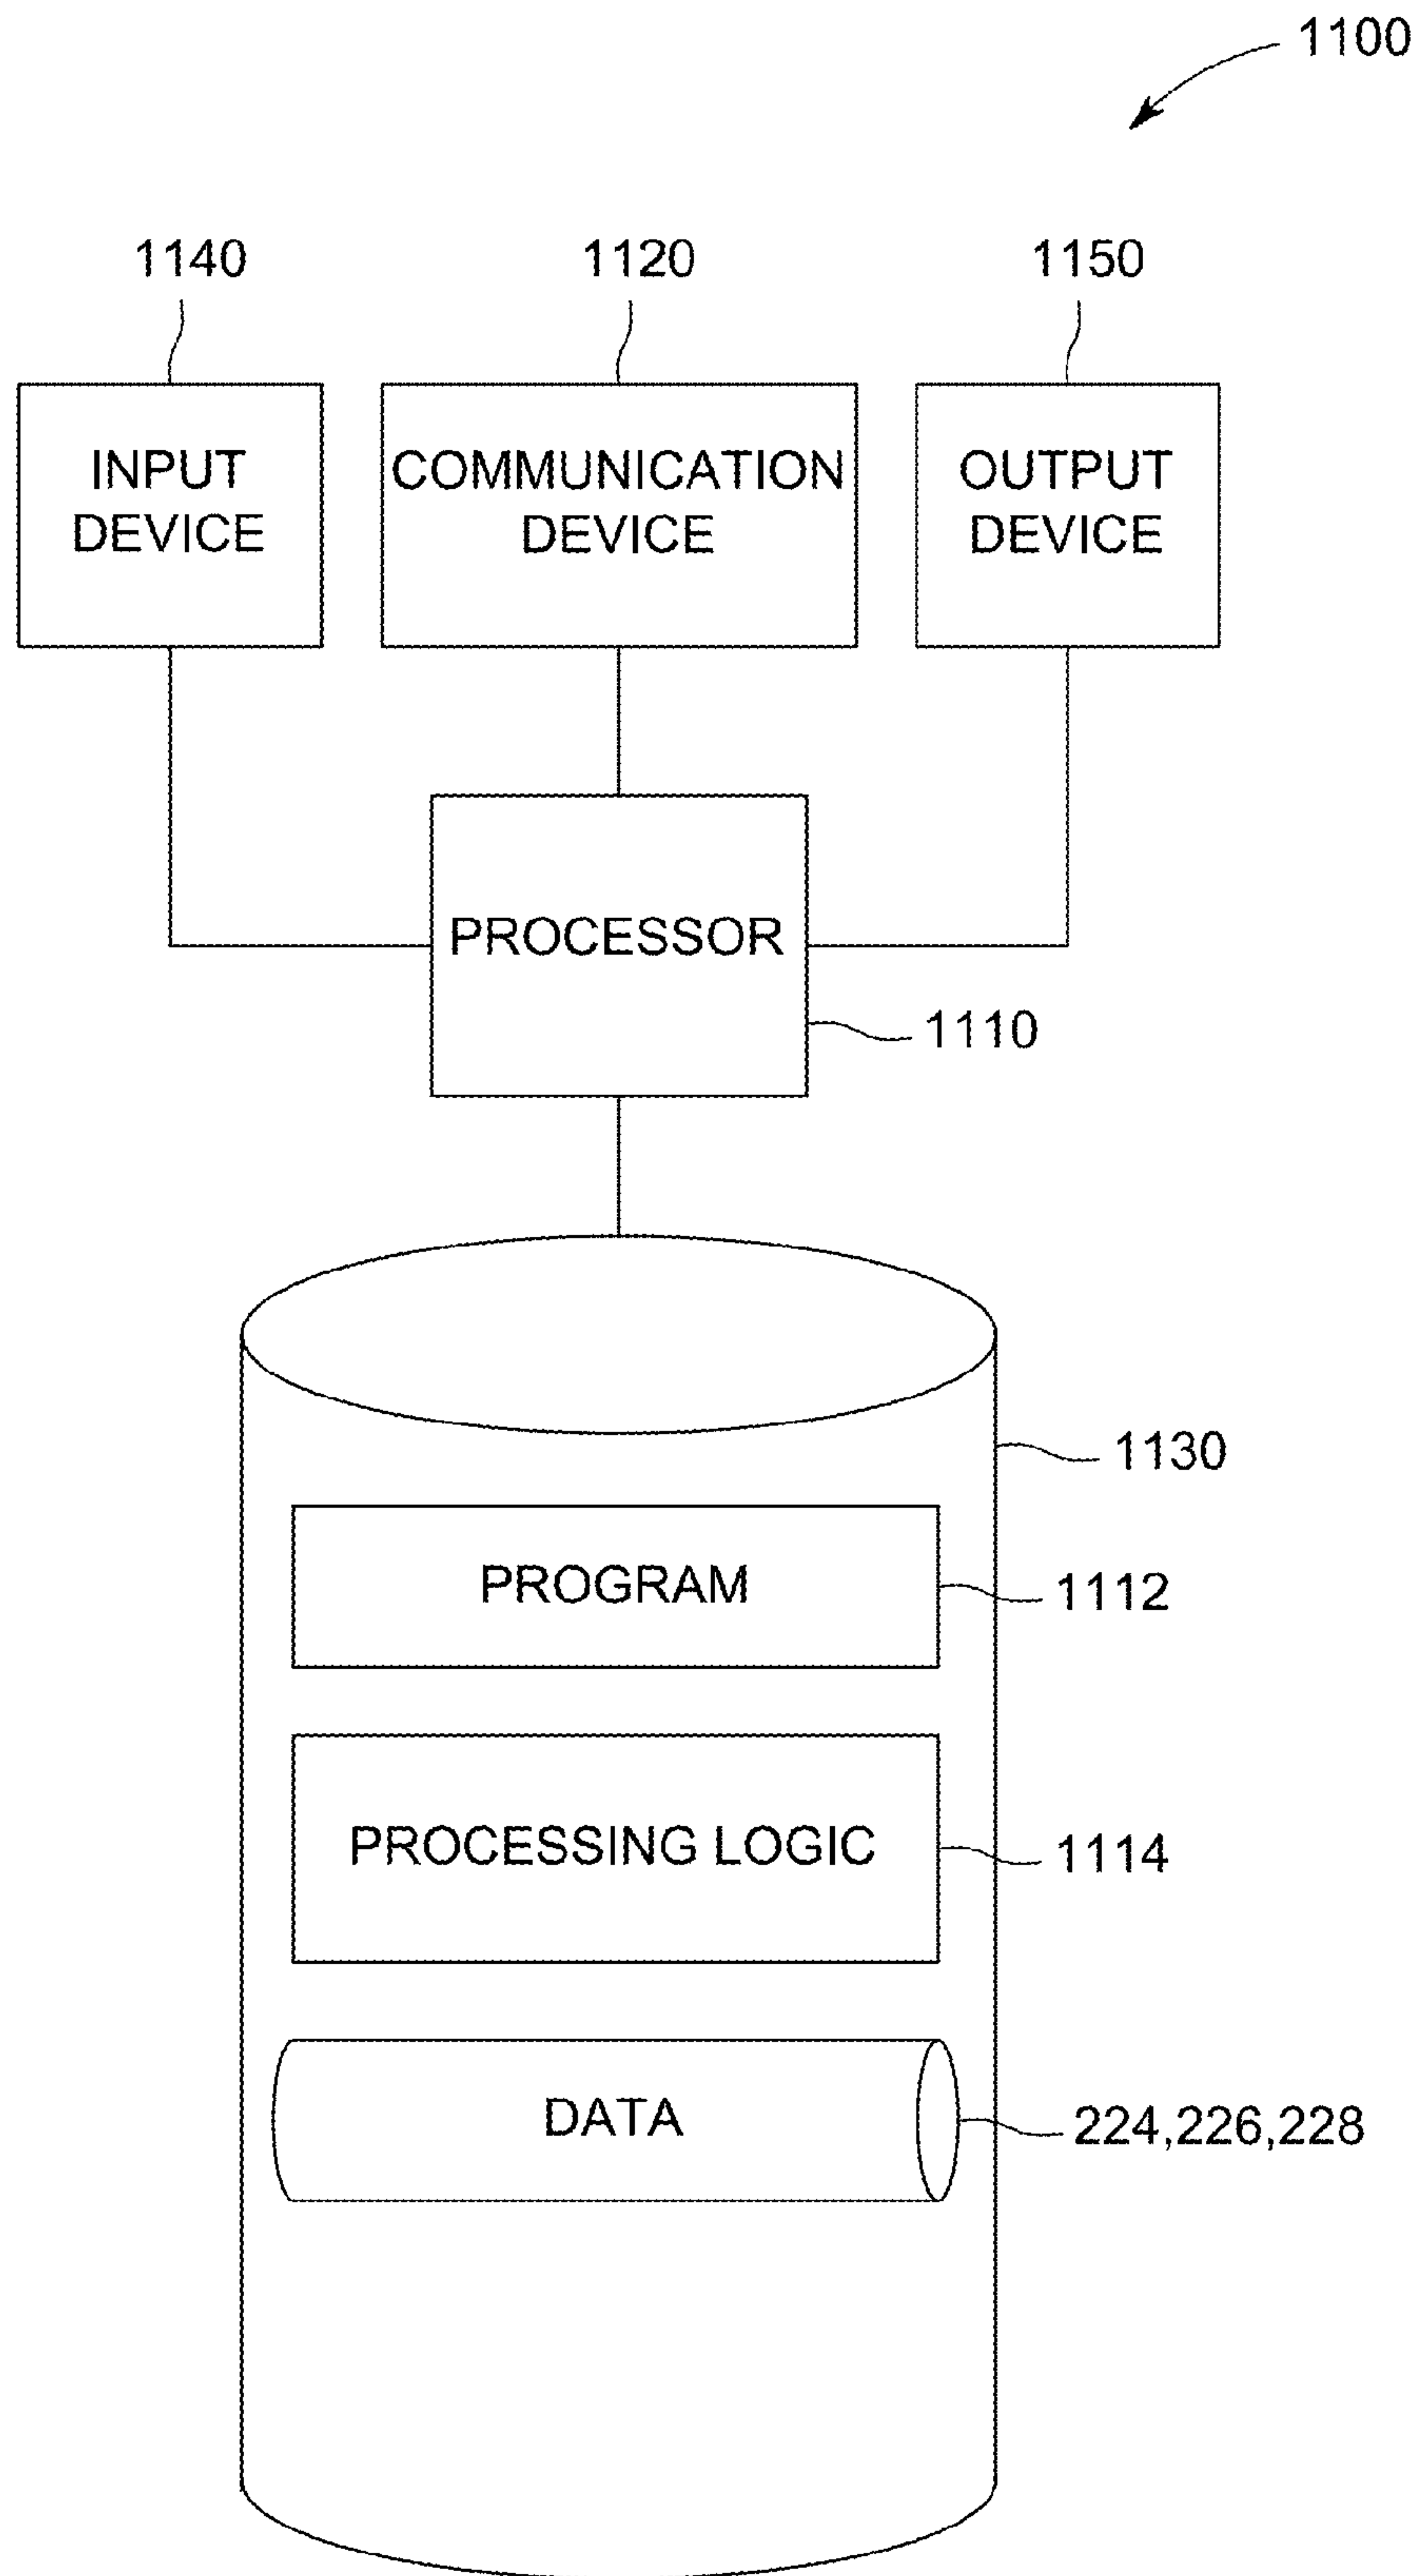 1100
1140
1120
1150
INPUT
DEVICE
COMMUNICATION
DEVICE
OUTPUT
DEVICE
PROCESSOR
1110
1130
PROGRAM
1112
PROCESSING LOGIC
1114
DATA
224,226,228